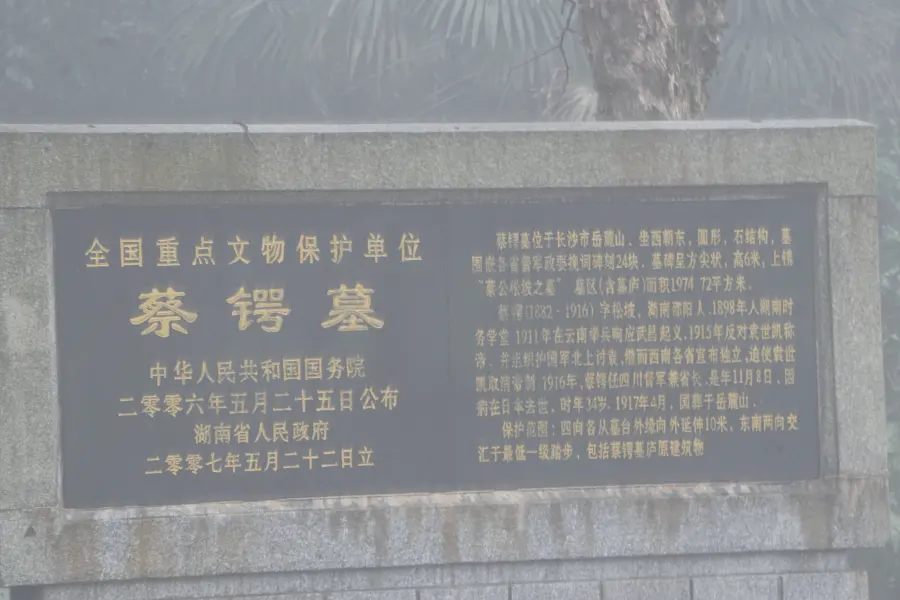 全国重点文物保护单位
蔡锷墓
中华人民共和国国务院
二零零六年五月二十五日公布
湖南省人民政府
二零零七年五月二十二日立
蔡锷墓位于长沙市岳麓山，坐西朝东，圆形，石结构，墓
围嵌各省督军政要挽词碑刻24块．墓碑呈方尖状，高6米，上镌
“蔡公松坡之墓” 墓区(含墓庐)面积1974 72平方米。
蔡锷(1882-1916) 字松坡，湖南邵阳人.1898年入湖南时
务学堂 1911年在云南举兵响应武昌起义.1915年反对袁世凯称
帝，并组织护国军北上讨袁，继而西南各省宣布独立，迫使袁世
凯取消帝制 1916年，蔡锷任四川督军兼省长.是年11月8日，因
病在日本去世，时年34岁.1917年4月，国葬于岳麓山．
保护范围：四向各从墓台外缘向外延伸10米，东南两向交
汇于最低一级踏步，包括蔡锷墓庐原建筑物